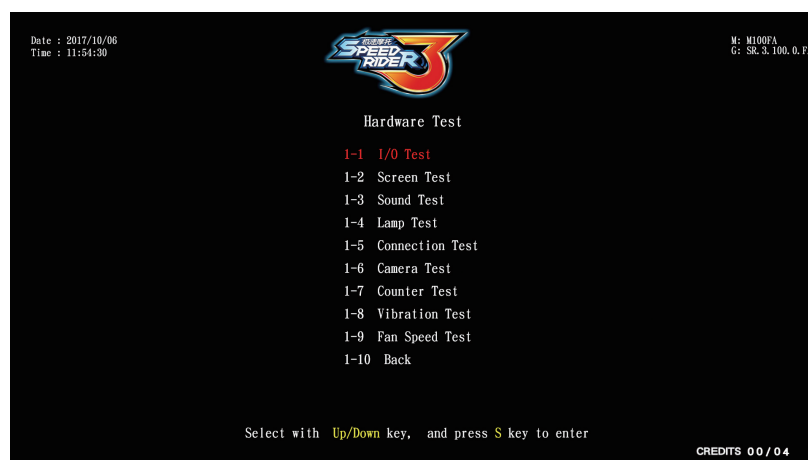 Date : 2017/10/06
Time : 11:54:30
极速摩托
SPEED
RIDER
3
M: M100FA
G: SR.3.100.0.F
Hardware Test
1-1 I/O Test
1-2 Screen Test
1-3 Sound Test
1-4 Lamp Test
1-5 Connection Test
1-6 Camera Test
1-7 Counter Test
1-8 Vibration Test
1-9 Fan Speed Test
1-10 Back
Select with Up/Down key, and press S key to enter
CREDITS 00/04